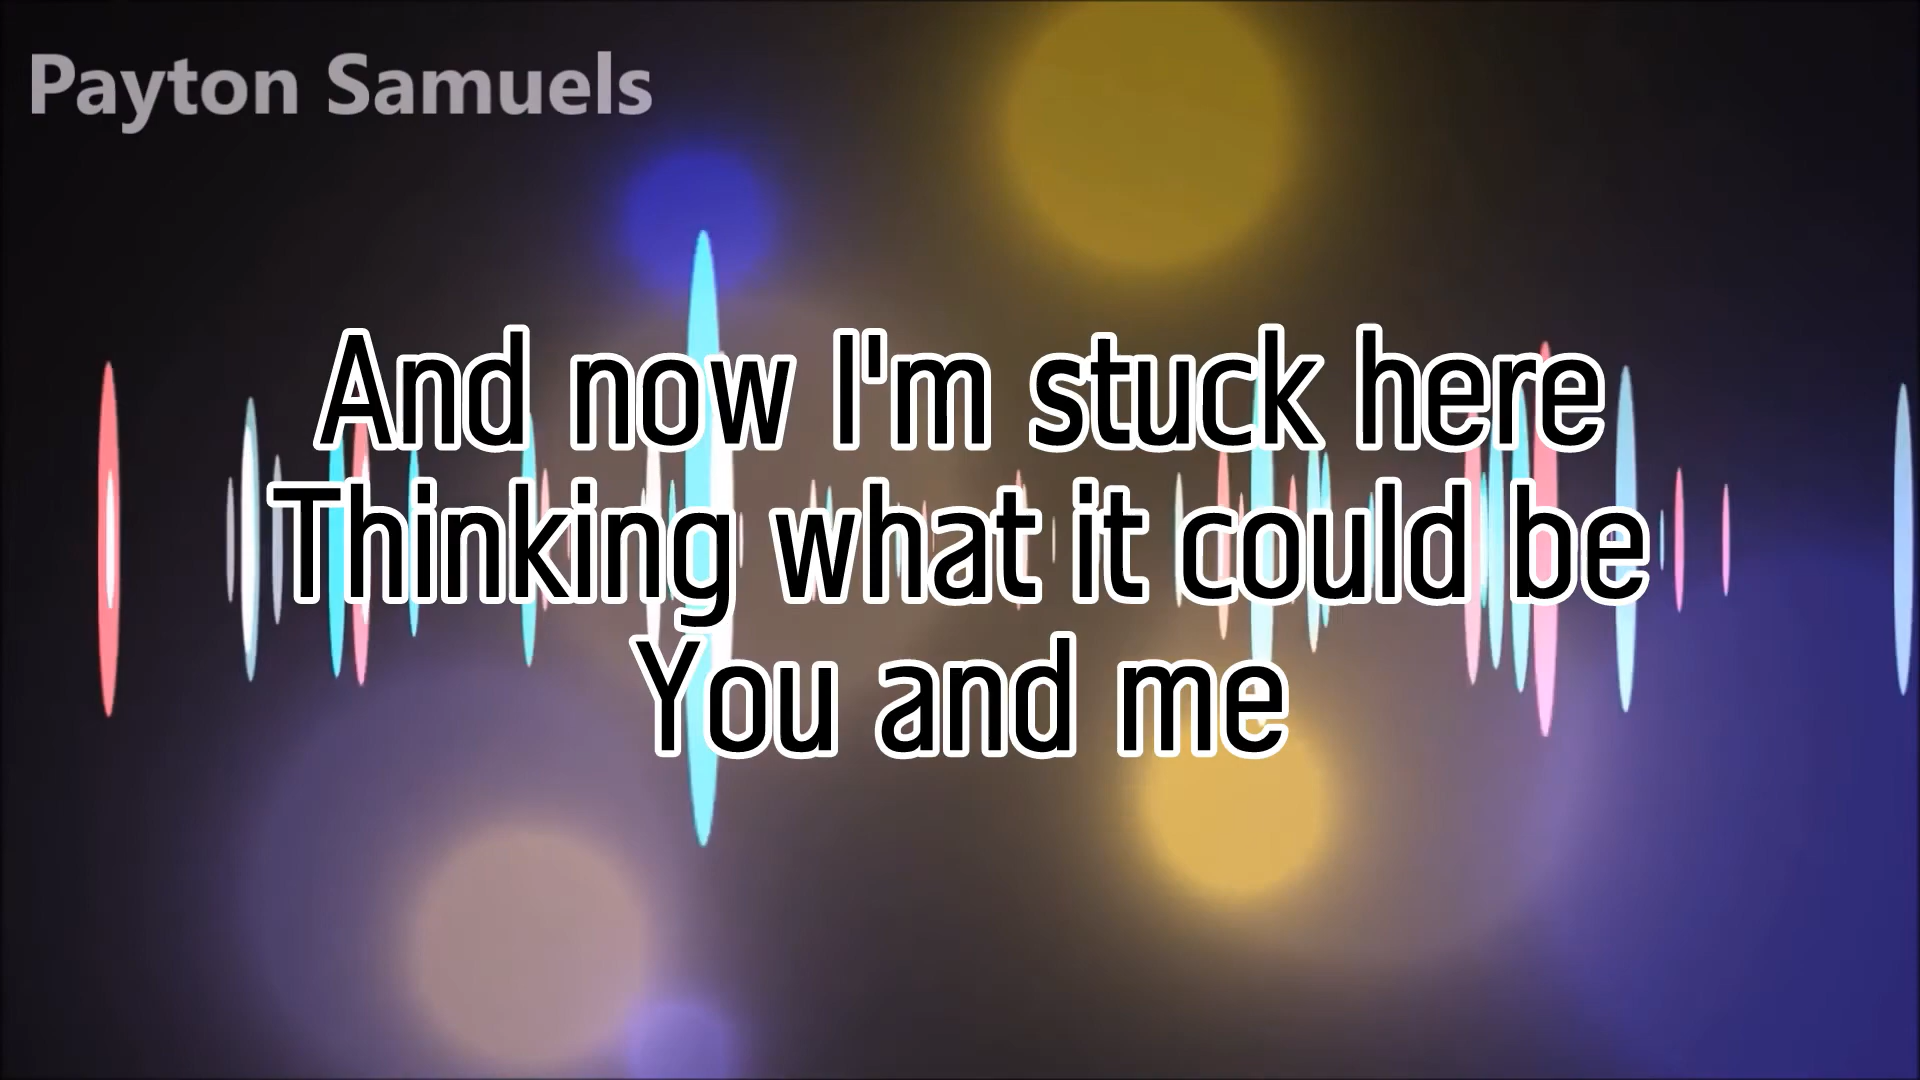 Payton Samuels
And now I'm stuck here
Thinking what it could be
You and me